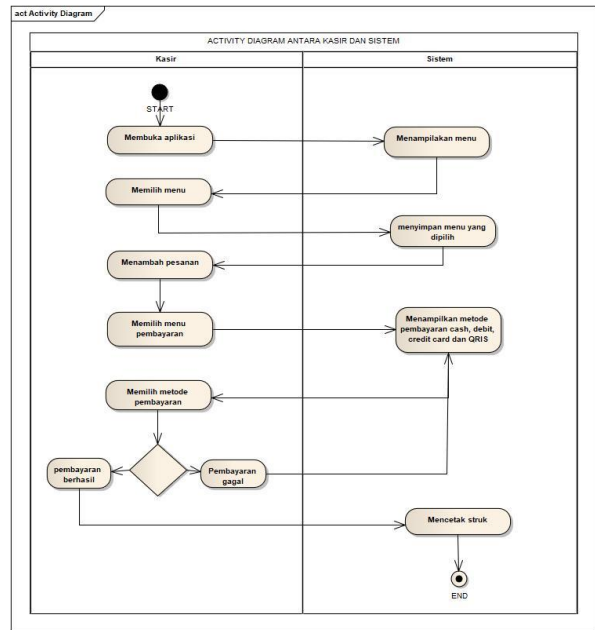 act Activity Diagram
ACTIVITY DIAGRAM ANTARA KASIR DAN SISTEM
Kasir
Sistem
START
Membuka aplikasi
Menampilakan menu
Memilih menu
menyimpan menu yang
dipilih
Menambah pesanan
Memilih menu
pembayaran
Menampilkan metode
pembayaran cash, debit,
credit card dan QRIS
Memilih metode
pembayaran
pembayaran
berhasil
Pembayaran
gagal
Mencetak struk
END